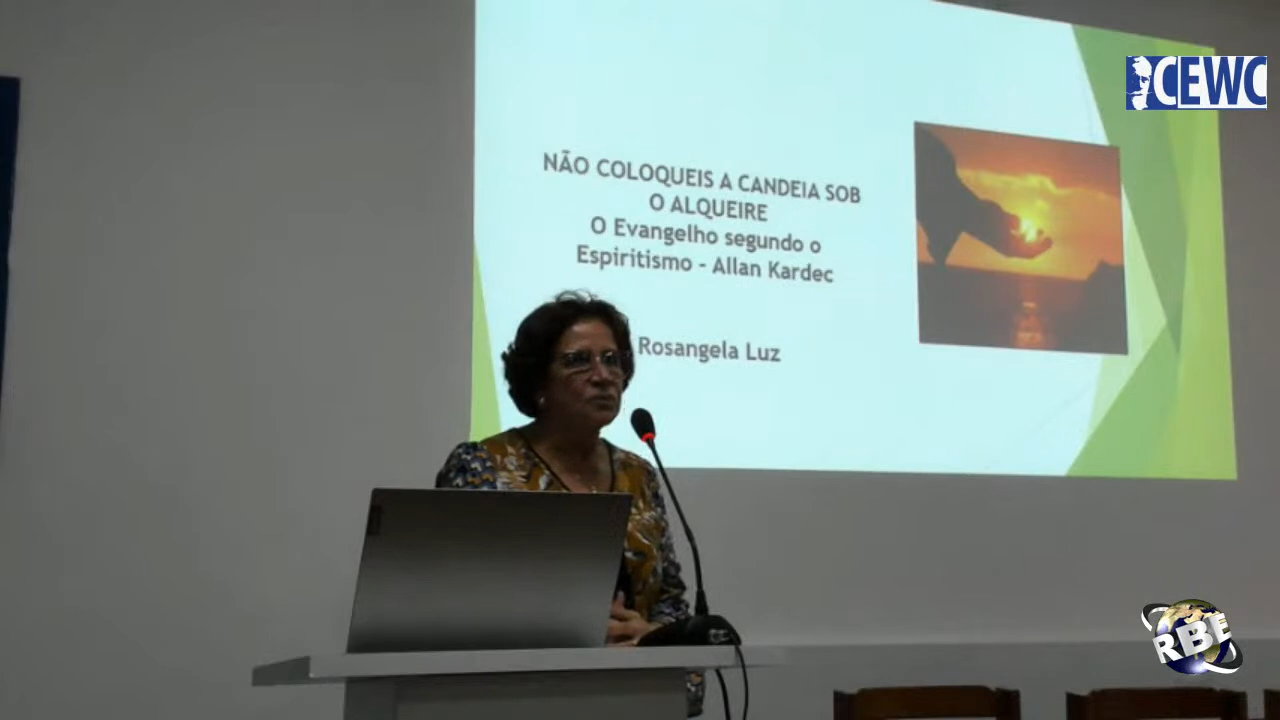 CEWC
NÃO COLOQUEIS A CANDEIA SOB
O ALQUEIRE
O Evangelho segundo o
Espiritismo - Allan Kardec
Rosangela Luz
RBE